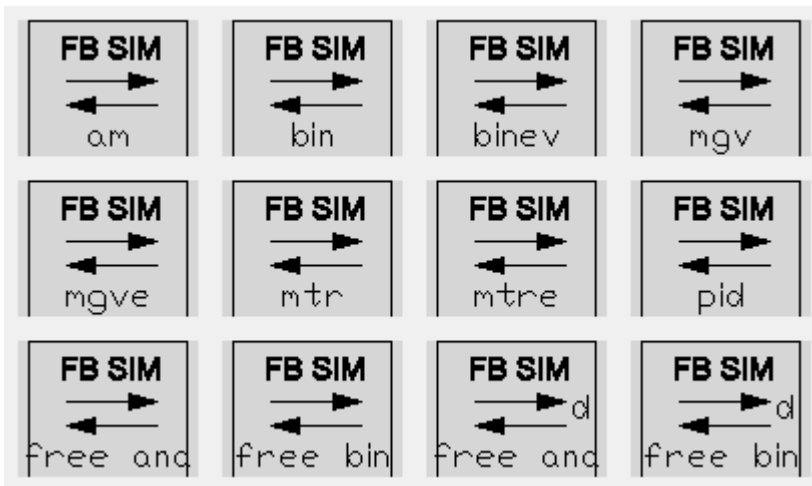 FB SIM FB SIM FB SIM FB SIM
am bin binev mgv
FB SIM FB SIM FB SIM FB SIM
mgve mtr mtre pid
FB SIM FB SIM FB SIM FB SIM
d d
free ana free bin free ana free bin